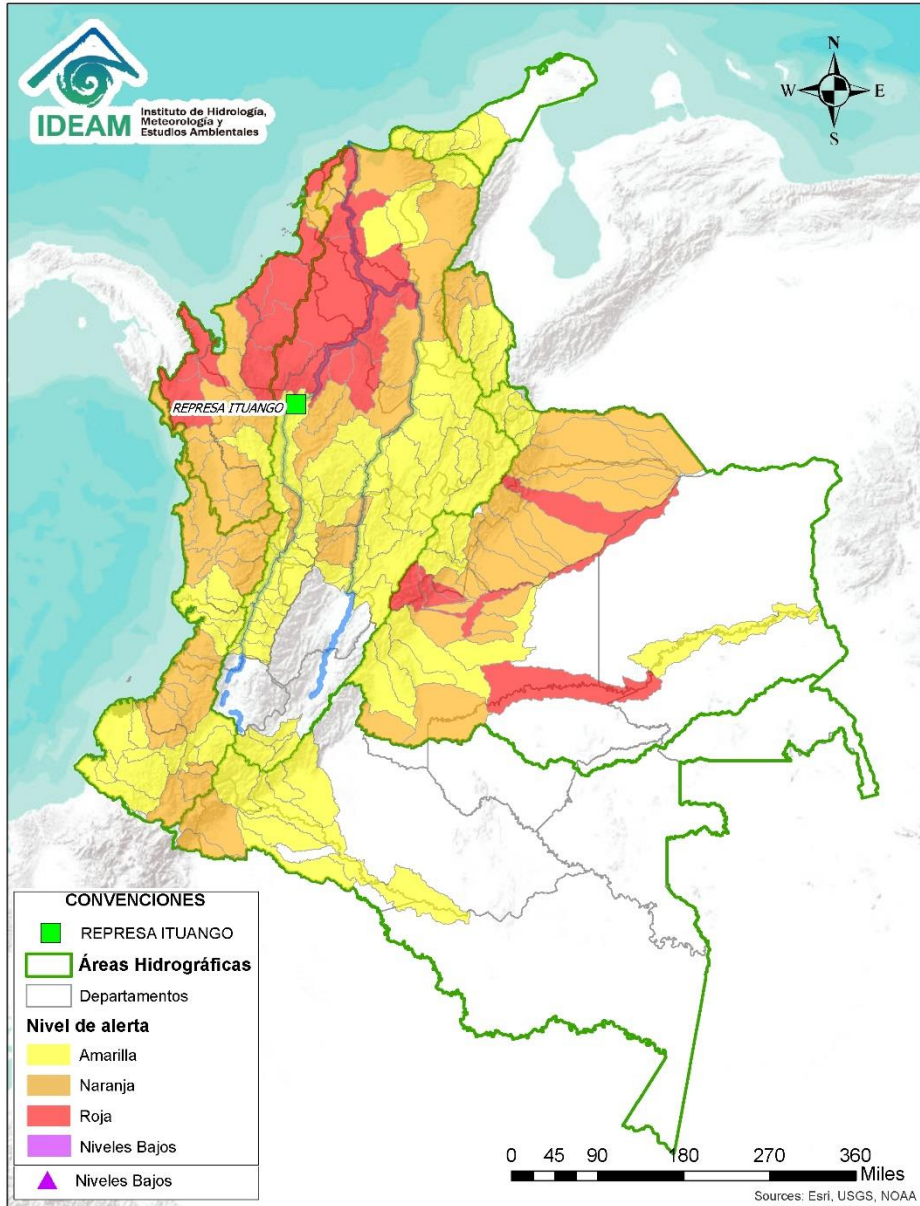 IDEAM
Instituto de Hidrología,
Meteorología y
Estudios Ambientales
N
W
E
S
REPRESA ITUANGO
CONVENCIONES
REPRESA ITUANGO
Áreas Hidrográficas
Departamentos
Nivel de alerta
Amarilla
Naranja
Roja
Niveles Bajos
Niveles Bajos
0 45 90 180 270 360
Miles
Sources: Esri, USGS, NOAA